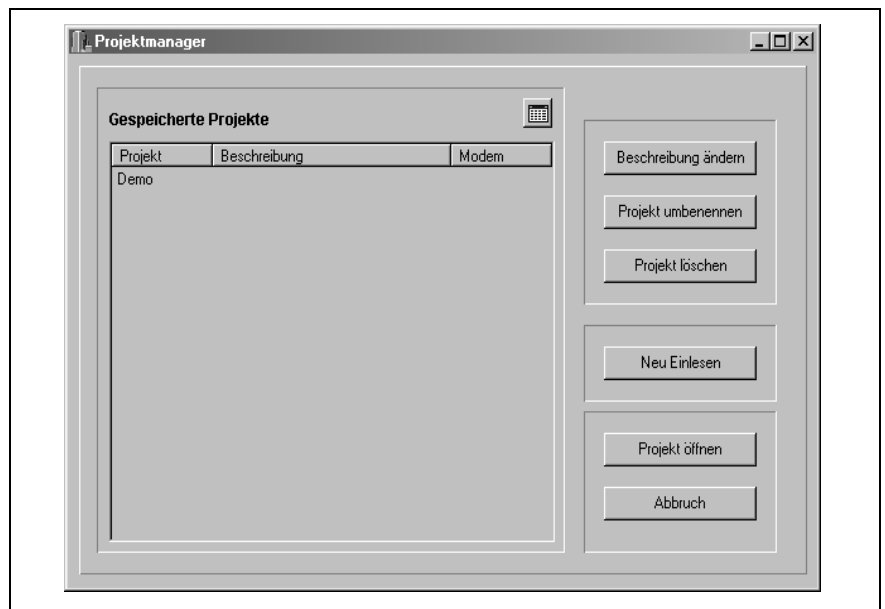 Projektmanager
Gespeicherte Projekte
Projekt Beschreibung Modem
Demo
Beschreibung ändern
Projekt umbenennen
Projekt löschen
Neu Einlesen
Projekt öffnen
Abbruch